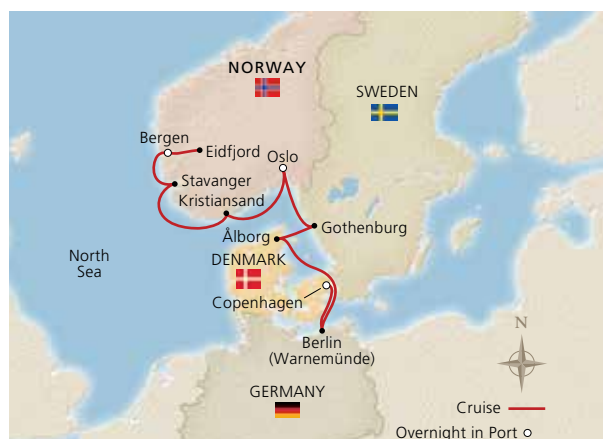 NORWAY
SWEDEN
Bergen
Eidfjord
Oslo
Stavanger
Kristiansand
Gothenburg
Ålborg
North
Sea
DENMARK
Copenhagen
Berlin
(Warnemünde)
N
GERMANY
Cruise
Overnight in Port